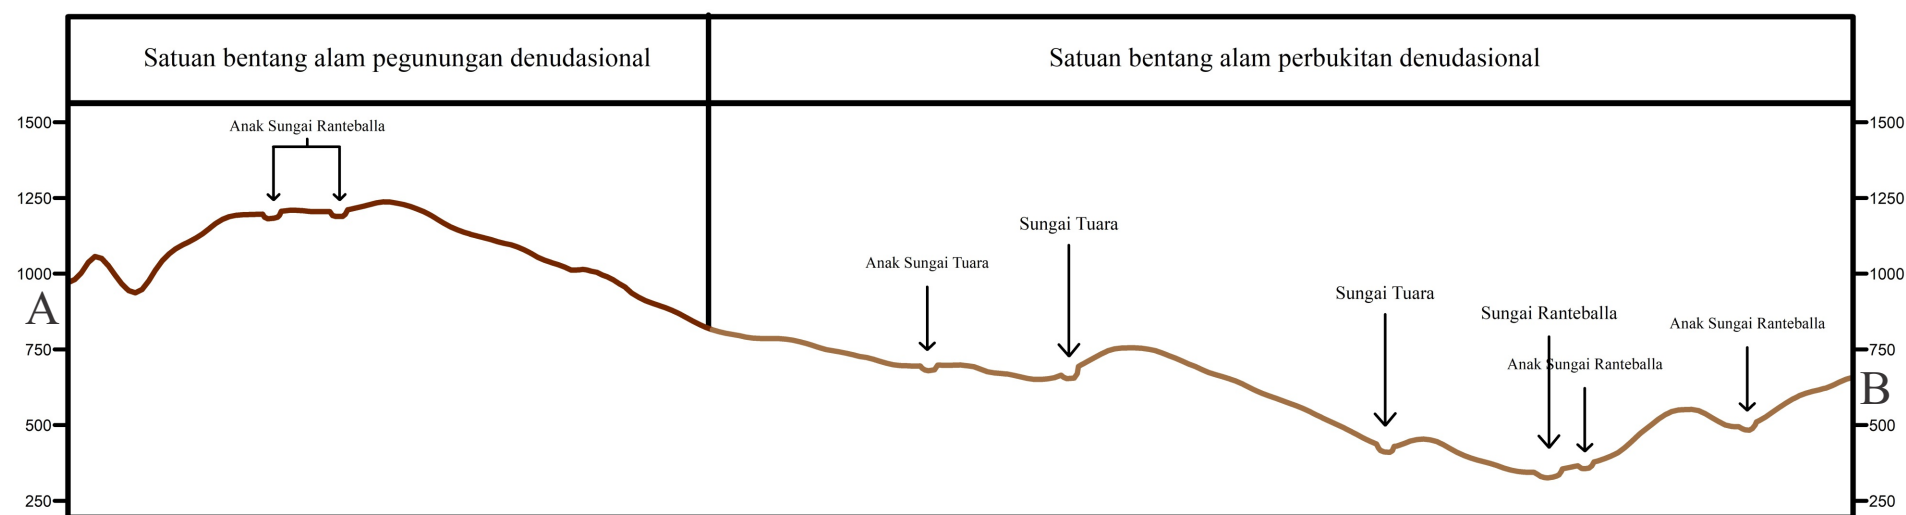 Satuan bentang alam pegunungan denudasional
Satuan bentang alam perbukitan denudasional
1500
1250
1000
750
500
250
A
Anak Sungai Ranteballa
Anak Sungai Tuara
Sungai Tuara
Sungai Tuara
Sungai Ranteballa
Anak Sungai Ranteballa
Anak Sungai Ranteballa
1500
1250
1000
750
500
250
B